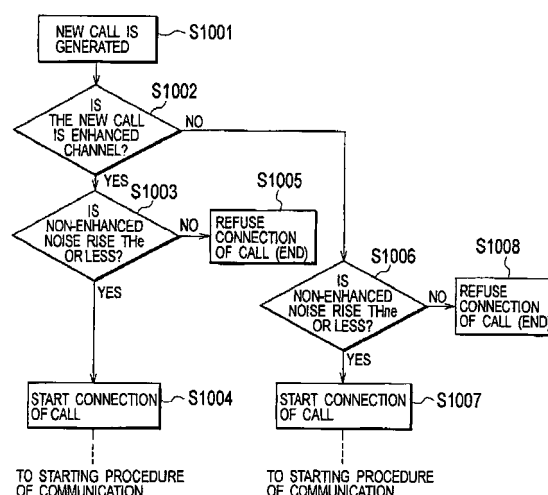 NEW CALL IS
GENERATED
S1001
S1002
IS
THE NEW CALL
IS ENHANCED
CHANNEL?
NO
YES
S1003
IS
NON-ENHANCED
NOISE RISE THe
OR LESS?
NO
YES
S1005
REFUSE
CONNECTION
OF CALL (END)
S1006
IS
NON-ENHANCED
NOISE RISE THne
OR LESS?
NO
YES
S1008
REFUSE
CONNECTION
OF CALL (END)
START CONNECTION
OF CALL
S1004
START CONNECTION
OF CALL
S1007
TO STARTING PROCEDURE
OF COMMUNICATION
TO STARTING PROCEDURE
OF COMMUNICATION